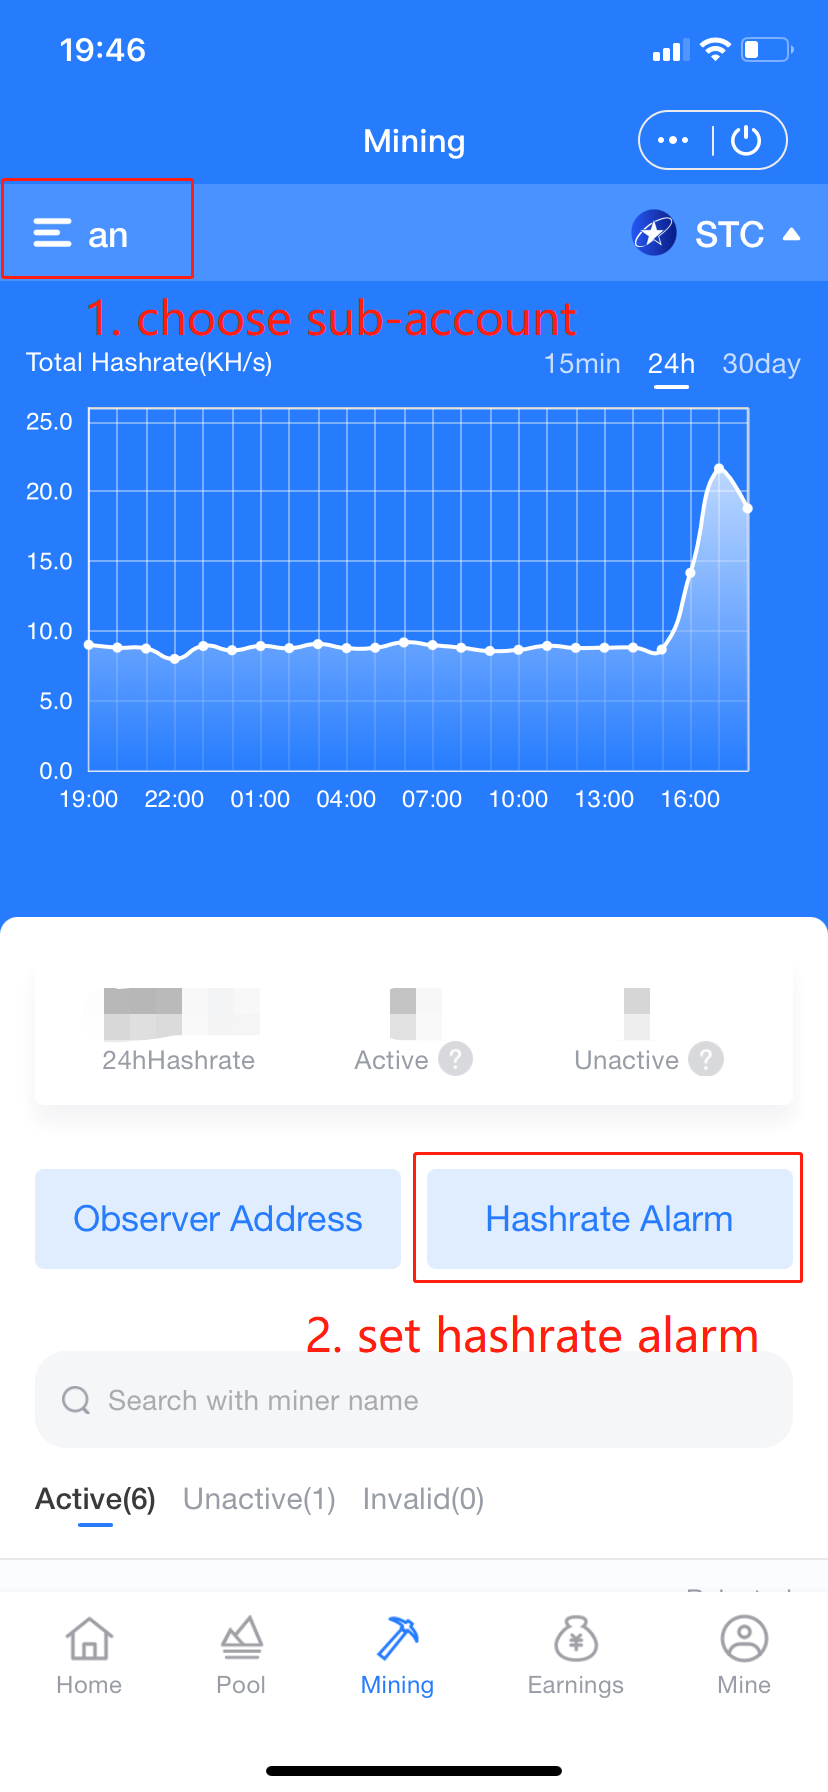 19:46
Mining
an
STC
1. choose sub-account
Total Hashrate(KH/s)
15min 24h 30day
25.0
20.0
15.0
10.0
5.0
0.0
19:00 22:00 01:00 04:00 07:00 10:00 13:00 16:00
24hHashrate Active ? Unactive ?
Observer Address Hashrate Alarm
2. set hashrate alarm
Search with miner name
Active(6) Unactive(1) Invalid(0)
Home Pool Mining Earnings Mine